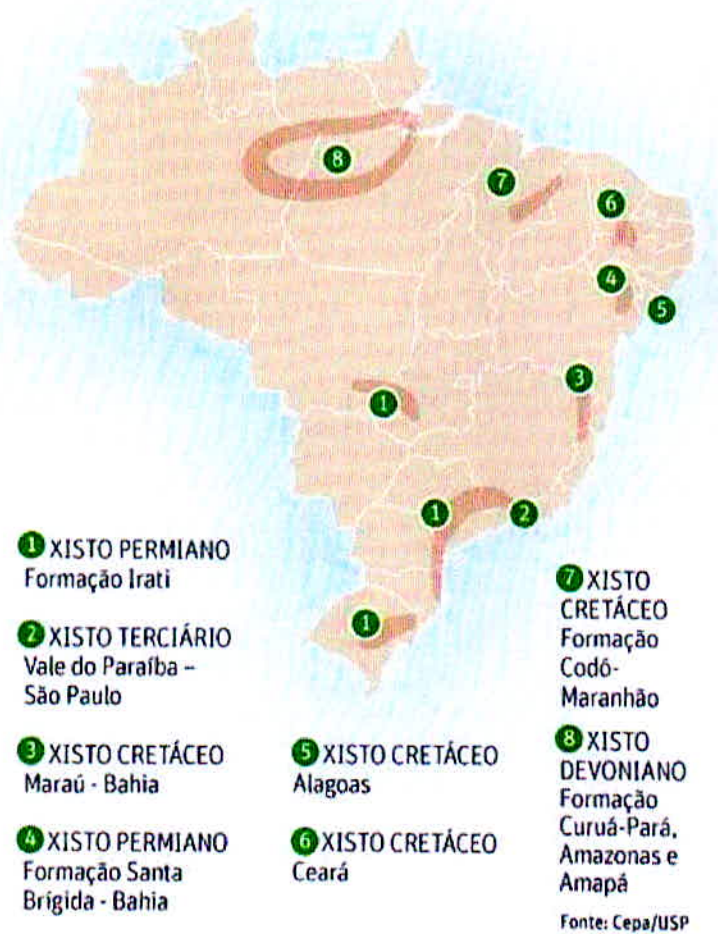 8
7
6
4
5
3
1
1
2
1
1 XISTO PERMIANO
Formação Irati
2 XISTO TERCIÁRIO
Vale do Paraíba –
São Paulo
3 XISTO CRETÁCEO
Maraú - Bahia
4 XISTO PERMIANO
Formação Santa
Brígida - Bahia
5 XISTO CRETÁCEO
Alagoas
6 XISTO CRETÁCEO
Ceará
7 XISTO
CRETÁCEO
Formação
Codó-
Maranhão
8 XISTO
DEVONIANO
Formação
Curuá-Pará,
Amazonas e
Amapá
Fonte: Cepa/USP